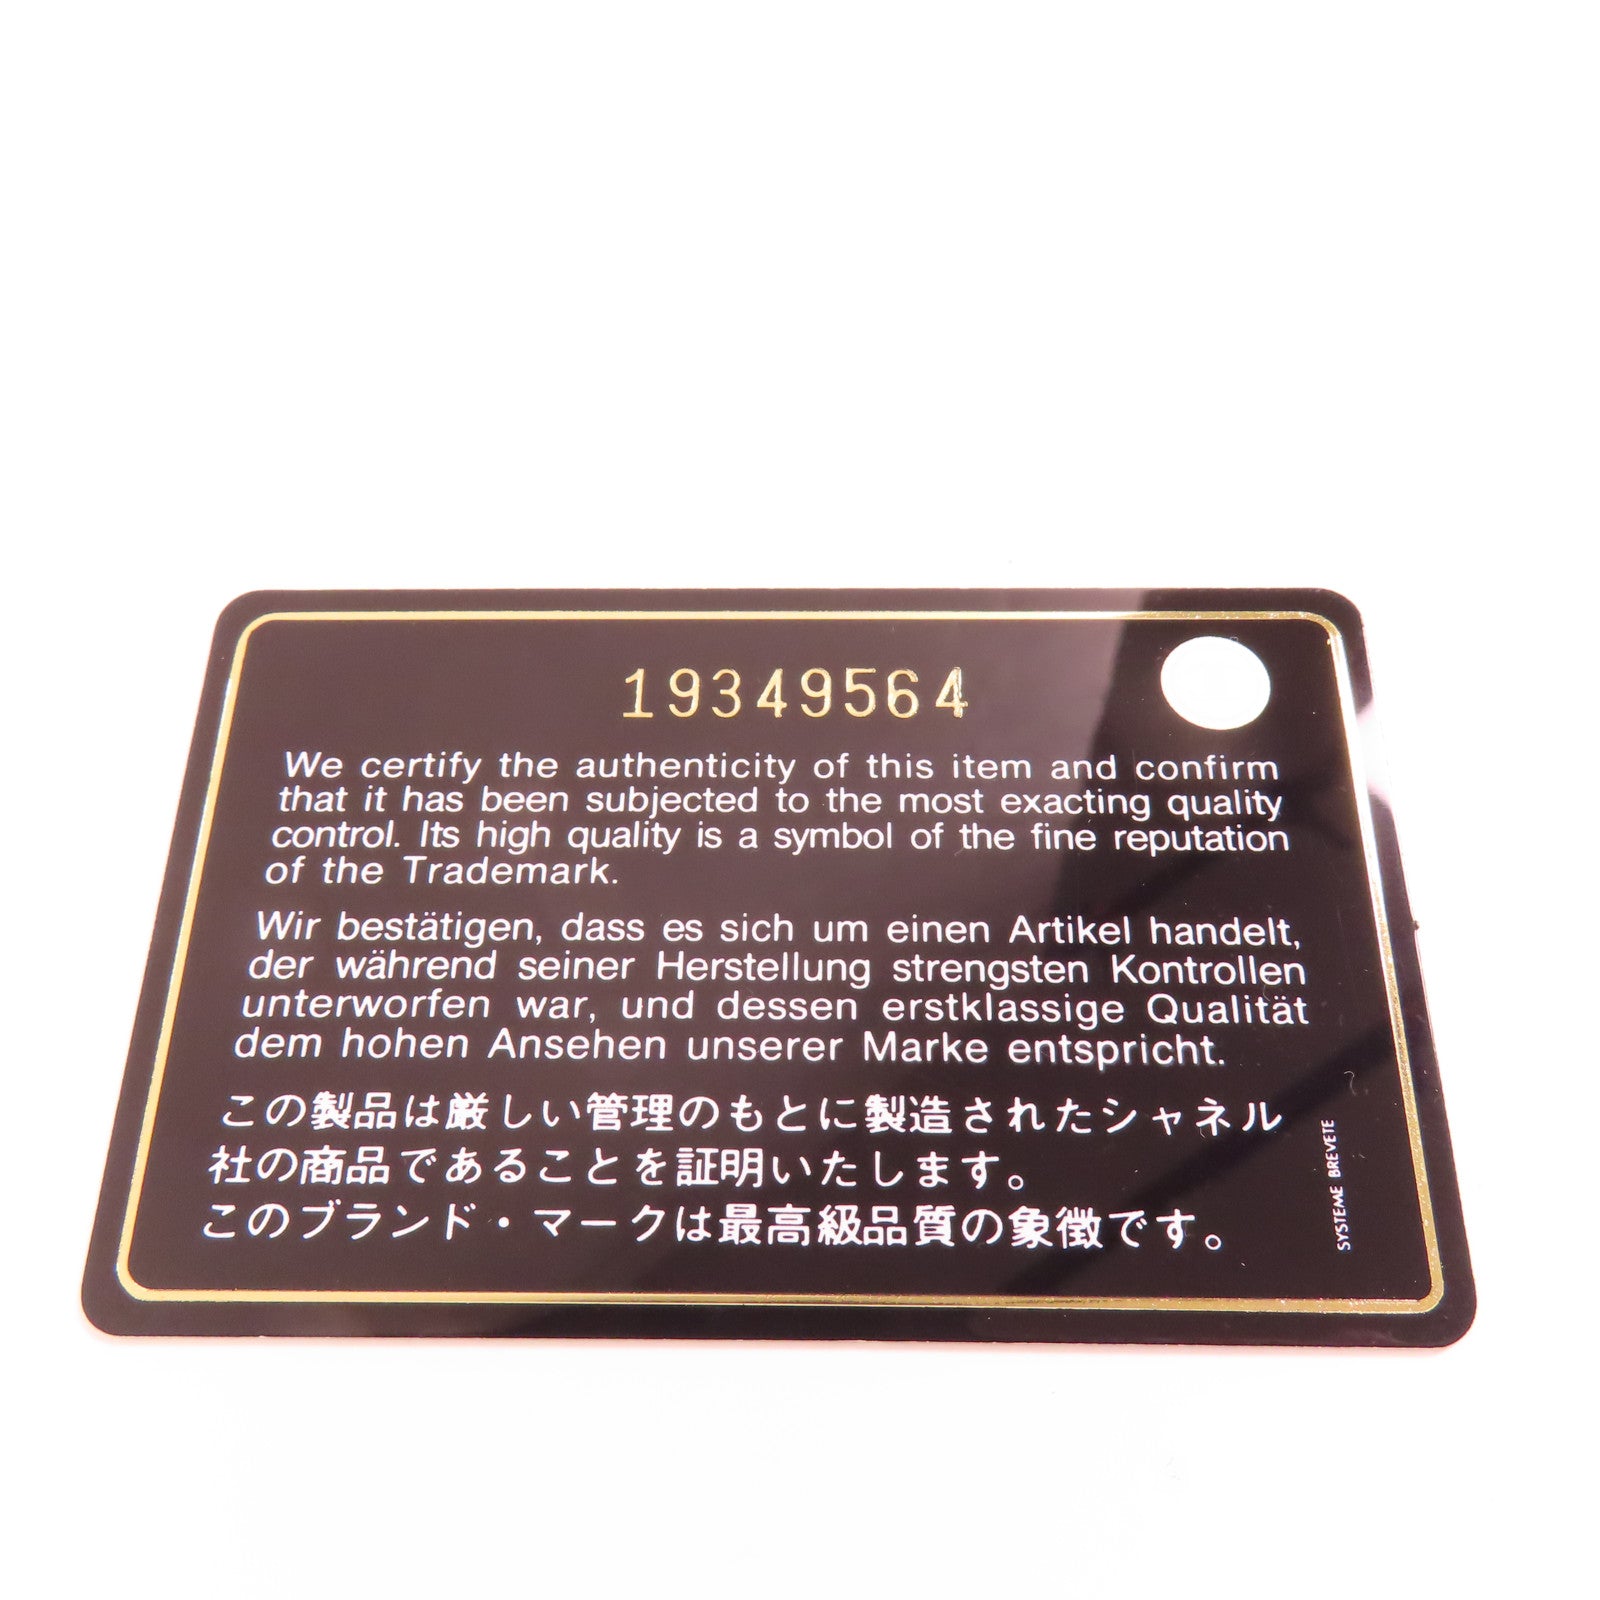 19349564
We certify the authenticity of this item and confirm
that it has been subjected to the most exacting quality
control. Its high quality is a symbol of the fine reputation
of the Trademark.
Wir bestätigen, dass es sich um einen Artikel handelt,
der während seiner Herstellung strengsten Kontrollen
unterworfen war, und dessen erstklassige Qualität
dem hohen Ansehen unserer Marke entspricht.
この製品は厳しい管理のもとに製造されたシャネル
社の商品であることを証明いたします。
このブランド・マークは最高級品質の象徴です。
SYSTEME BREVETE